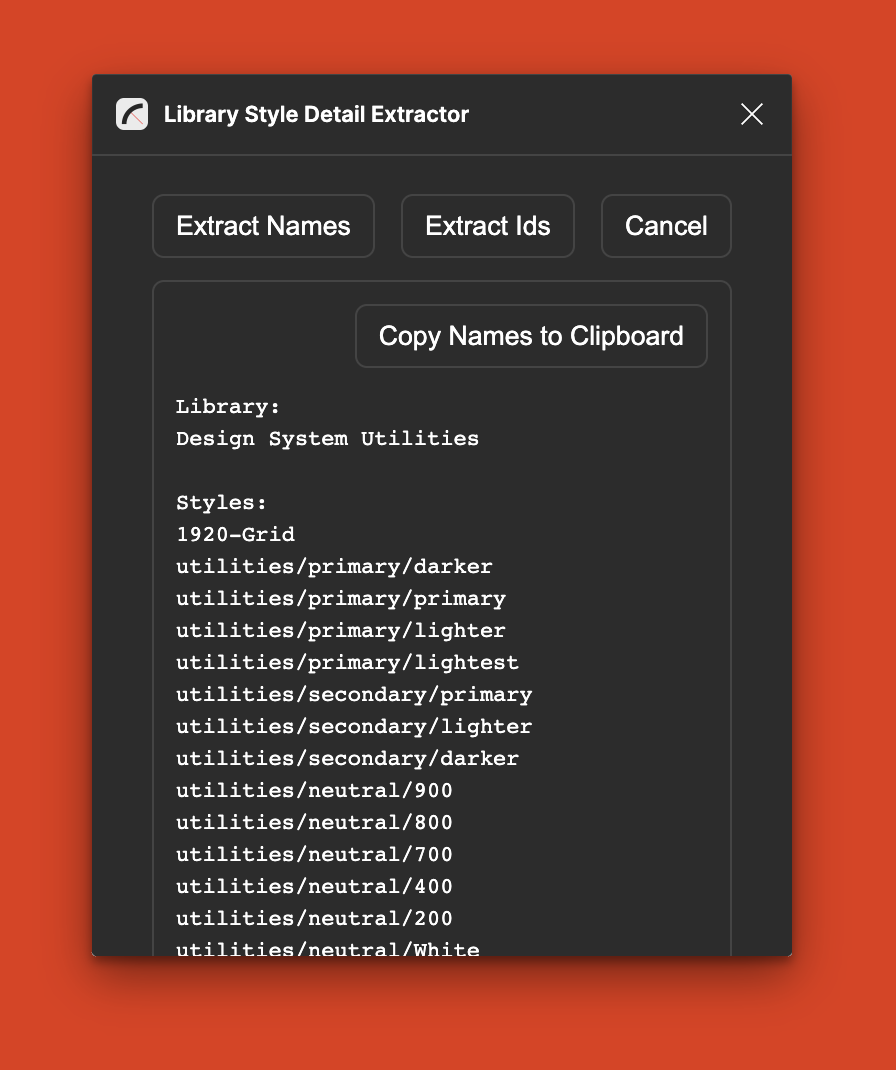 Library Style Detail Extractor
Extract Names
Extract Ids
Cancel
Copy Names to Clipboard
Library:
Design System Utilities
Styles:
1920-Grid
utilities/primary/darker
utilities/primary/primary
utilities/primary/lighter
utilities/primary/lightest
utilities/secondary/primary
utilities/secondary/lighter
utilities/secondary/darker
utilities/neutral/900
utilities/neutral/800
utilities/neutral/700
utilities/neutral/400
utilities/neutral/200
utilities/neutral/White